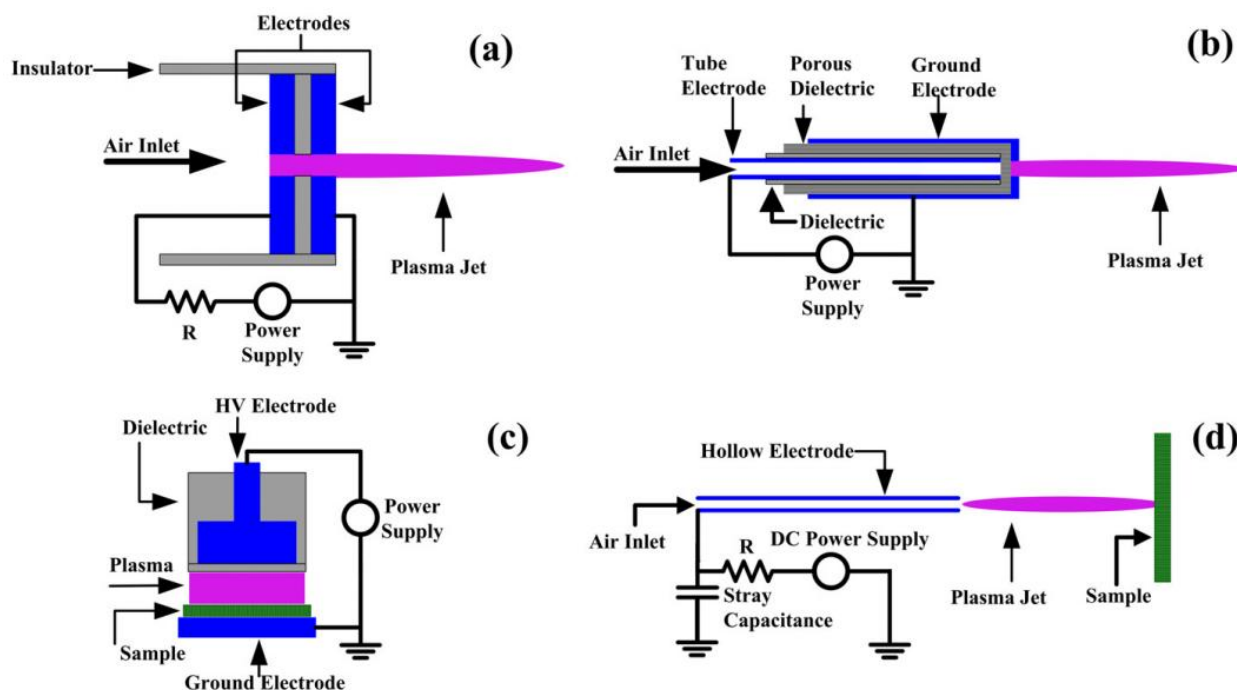 Electrodes
(a)
Insulator
Air Inlet
Plasma Jet
R
Power
Supply
(b)
Tube
Electrode
Porous
Dielectric
Ground
Electrode
Air Inlet
Dielectric
Power
Supply
Plasma Jet
HV Electrode
(c)
Dielectric
Power
Supply
Plasma
Sample
Ground Electrode
(d)
Hollow Electrode
Air Inlet
R
DC Power Supply
Stray
Capacitance
Plasma Jet
Sample